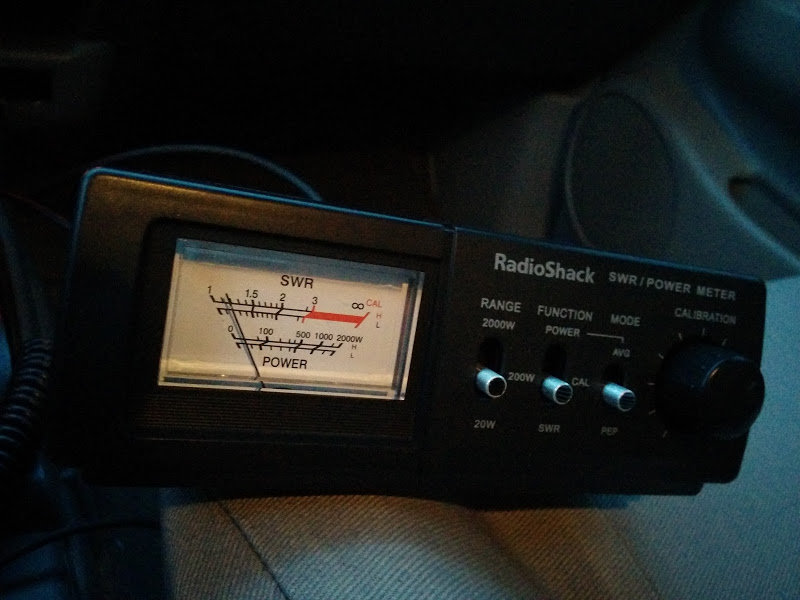 SWR
1 1.5 2 3 ∞ CAL
H
L
0 100 500 1000 2000W
H
L
POWER
RadioShack SWR/POWER METER
RANGE FUNCTION MODE CALIBRATION
2000W POWER
AVG
200W CAL
20W SWR PEP